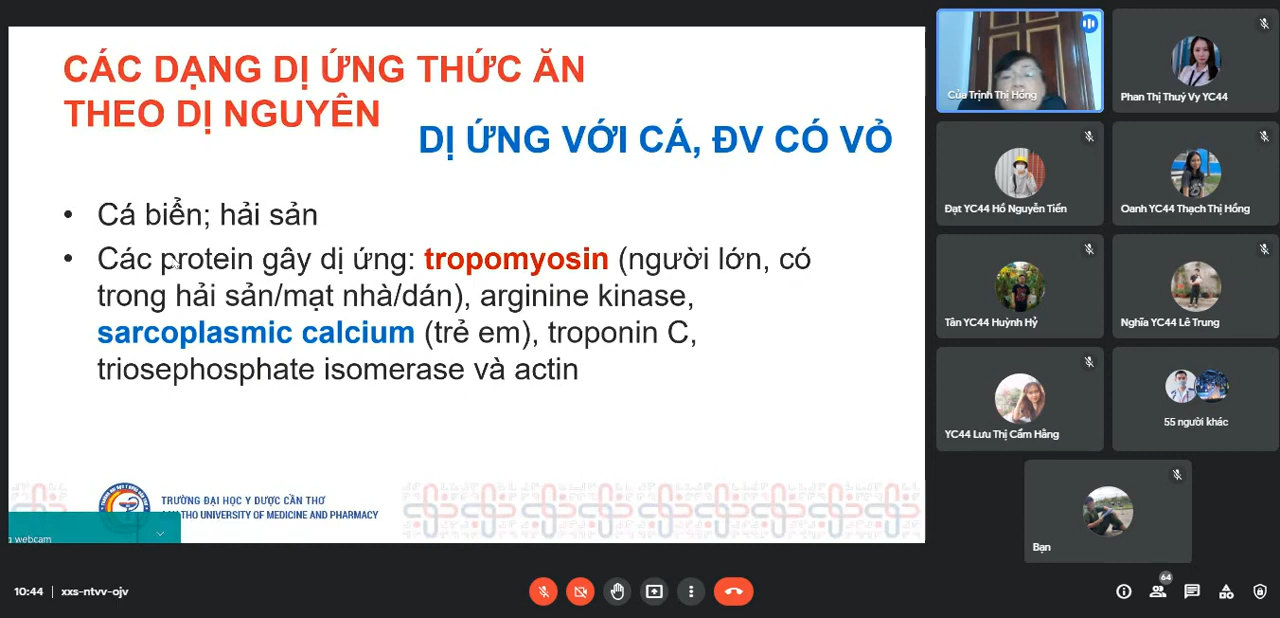 CÁC DẠNG DỊ ỨNG THỨC ĂN
THEO DỊ NGUYÊN
DỊ ỨNG VỚI CÁ, ĐV CÓ VỎ
• Cá biển; hải sản
• Các protein gây dị ứng: tropomyosin (người lớn, có
trong hải sản/mạt nhà/dán), arginine kinase,
sarcoplasmic calcium (trẻ em), troponin C,
triosephosphate isomerase và actin
TRƯỜNG ĐẠI HỌC Y DƯỢC CẦN THƠ
THO UNIVERSITY OF MEDICINE AND PHARMACY
webcam
Của Trịnh Thị Hồng
Phan Thị Thuý Vy YC44
Đạt YC44 Hồ Nguyễn Tiến
Oanh YC44 Thạch Thị Hồng
Tân YC44 Huỳnh Hỷ
Nghĩa YC44 Lê Trung
YC44 Lưu Thị Cẩm Hằng
55 người khác
Bạn
10:44 | xxs-ntvv-ojv
64